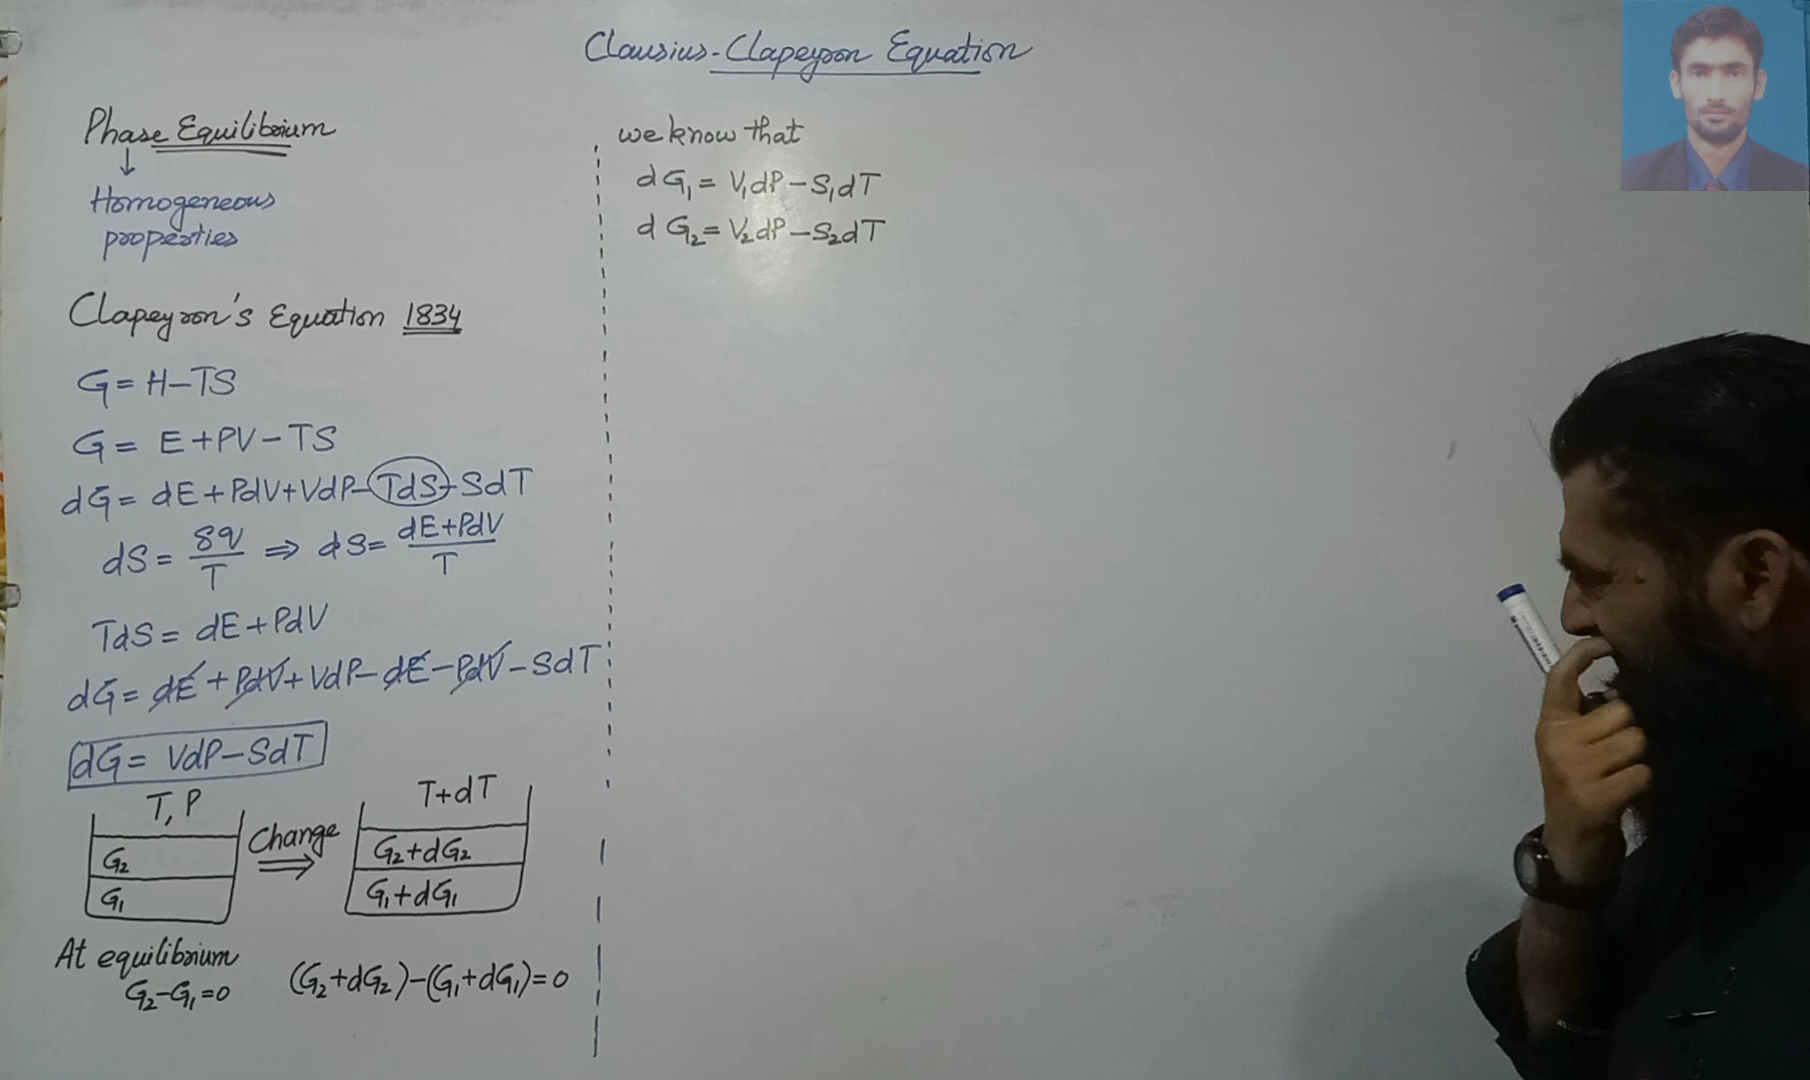 Clausius-Clapeyron Equation
Phase Equilibrium
↓
Homogeneous
properties
Clapeyron's Equation 1834
G = H-TS
G = E+PV-TS
dG = dE+PdV+VdP-TdS-SdT
dS = δq/T ⇒ dS = dE+PdV/T
TdS = dE+PdV
dG = dE+PdV+VdP-dE-PdV-SdT
dG = VdP-SdT
T, P
G₂
G₁
Change
⇒
T+dT
G₂+dG₂
G₁+dG₁
At equilibrium
G₂-G₁=0
(G₂+dG₂)-(G₁+dG₁)=0
we know that
dG₁ = V₁dP-S₁dT
dG₂ = V₂dP-S₂dT